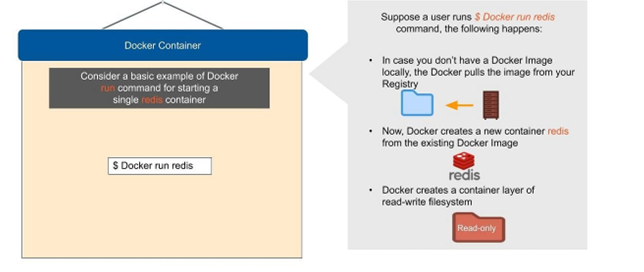 Docker Container
Consider a basic example of Docker
run command for starting a
single redis container
$ Docker run redis
Suppose a user runs $ Docker run redis
command, the following happens:
• In case you don't have a Docker Image
locally, the Docker pulls the image from your
Registry
• Now, Docker creates a new container redis
from the existing Docker Image
redis
• Docker creates a container layer of
read-write filesystem
Read-only